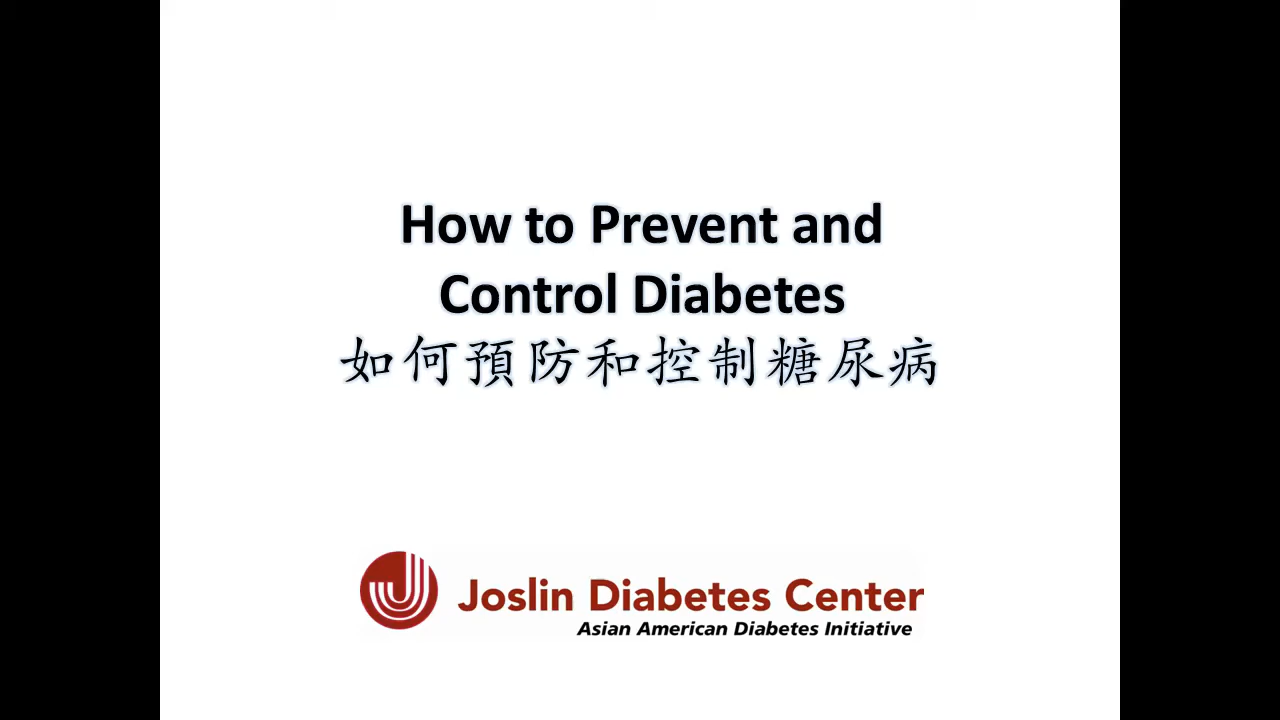 How to Prevent and
Control Diabetes
如何預防和控制糖尿病
Joslin Diabetes Center
Asian American Diabetes Initiative